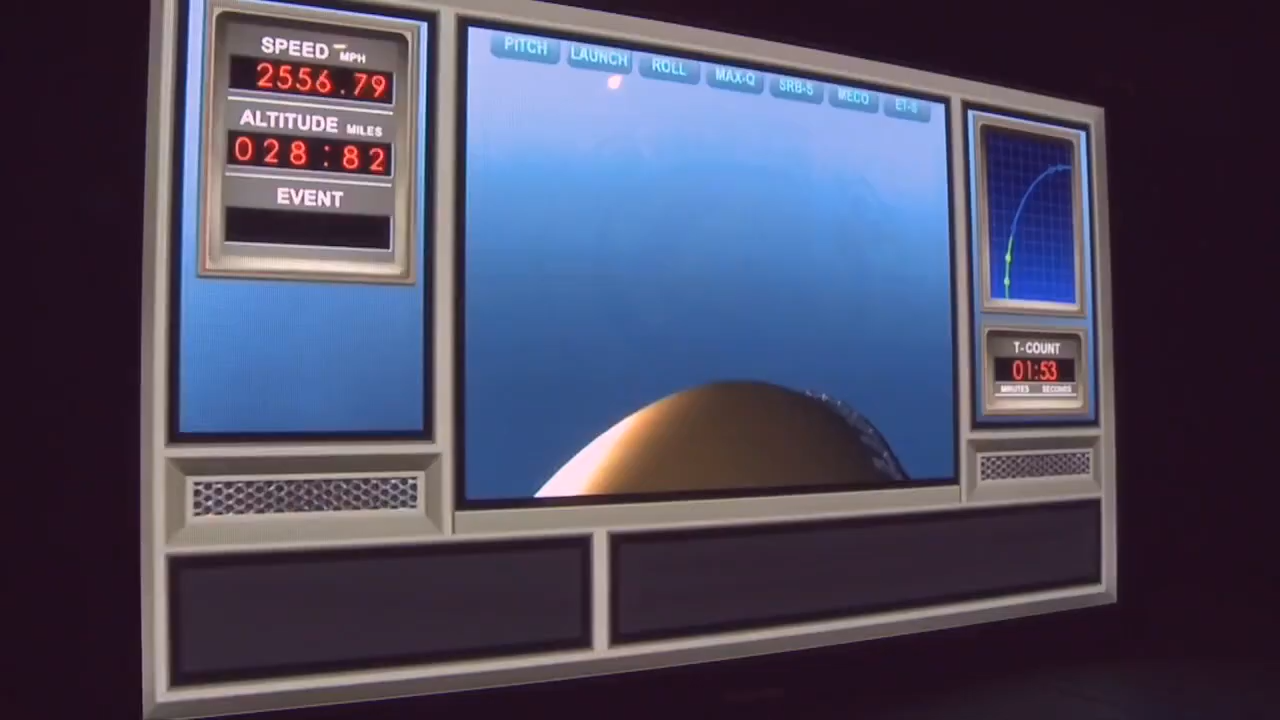 SPEED MPH
2556.79
ALTITUDE MILES
028:82
EVENT
PITCH LAUNCH ROLL MAX-Q SRB-S MECO ET-S
T-COUNT
01:53
MINUTES SECONDS